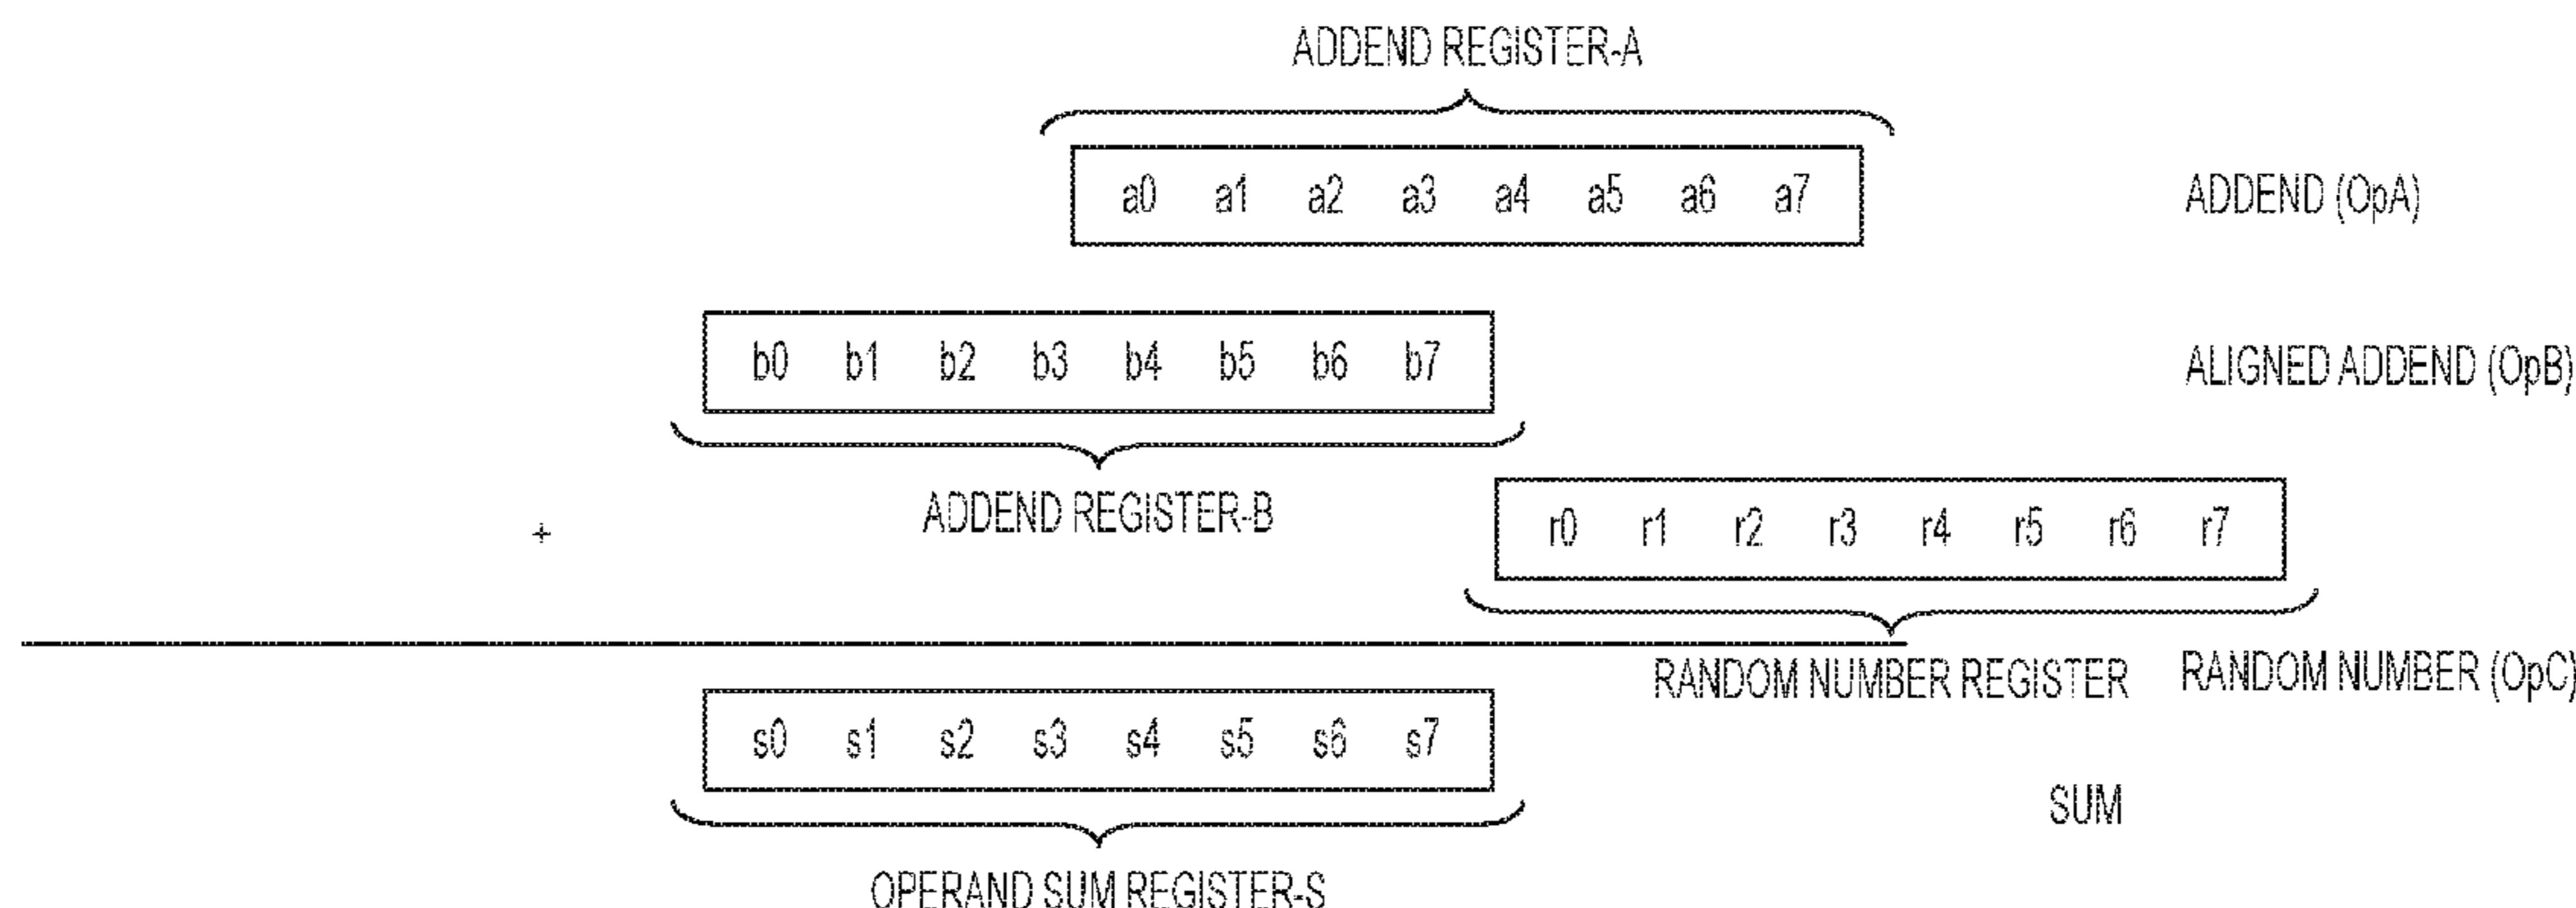 ADDEND REGISTER-A
a0 a1 a2 a3 a4 a5 a6 a7
ADDEND (OpA)
b0 b1 b2 b3 b4 b5 b6 b7
ALIGNED ADDEND (OpB)
ADDEND REGISTER-B
+
r0 r1 r2 r3 r4 r5 r6 r7
RANDOM NUMBER REGISTER
RANDOM NUMBER (OpC)
s0 s1 s2 s3 s4 s5 s6 s7
SUM
OPERAND SUM REGISTER-S